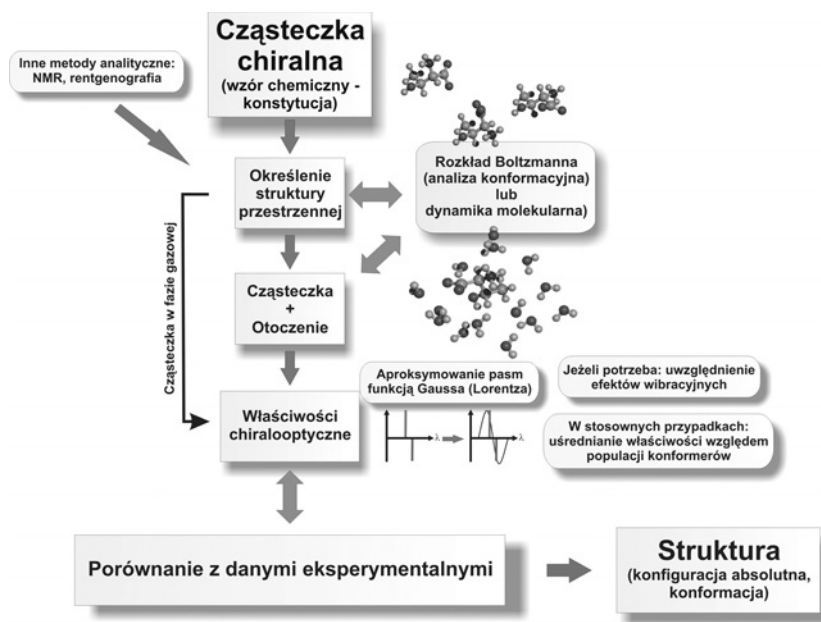 Cząsteczka
chiralna
(wzór chemiczny -
konstytucja)
Inne metody analityczne:
NMR, rentgenografia
Określenie
struktury
przestrzennej
Rozkład Boltzmanna
(analiza konformacyjna)
lub
dynamika molekularna)
Cząsteczka w fazie gazowej
Cząsteczka
+
Otoczenie
Właściwości
chiralooptyczne
Aproksymowanie pasm
funkcją Gaussa (Lorentza)
λ
λ
Jeżeli potrzeba: uwzględnienie
efektów wibracyjnych
W stosownych przypadkach:
uśrednianie właściwości względem
populacji konformerów
Porównanie z danymi eksperymentalnymi
Struktura
(konfiguracja absolutna,
konformacja)